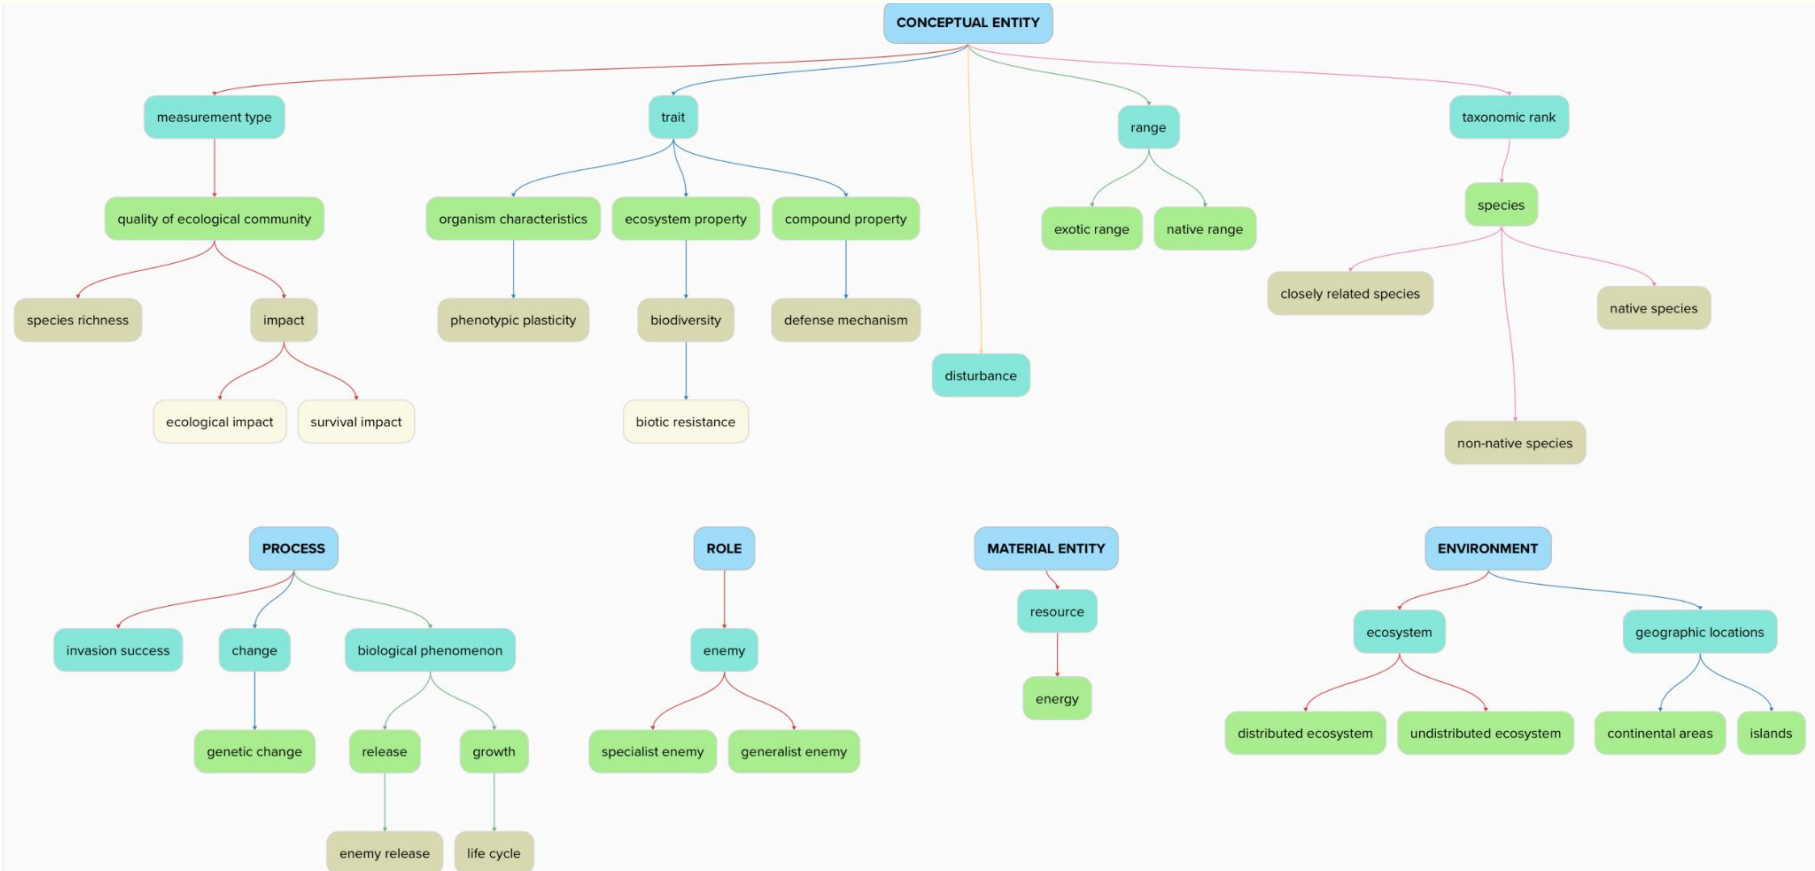 CONCEPTUAL ENTITY
measurement type
trait
range
taxonomic rank
quality of ecological community
organism characteristics
ecosystem property
compound property
exotic range
native range
species
species richness
impact
phenotypic plasticity
biodiversity
defense mechanism
closely related species
native species
disturbance
ecological impact
survival impact
biotic resistance
non-native species
PROCESS
ROLE
MATERIAL ENTITY
ENVIRONMENT
invasion success
change
biological phenomenon
enemy
resource
ecosystem
geographic locations
genetic change
release
growth
specialist enemy
generalist enemy
energy
distributed ecosystem
undistributed ecosystem
continental areas
islands
enemy release
life cycle